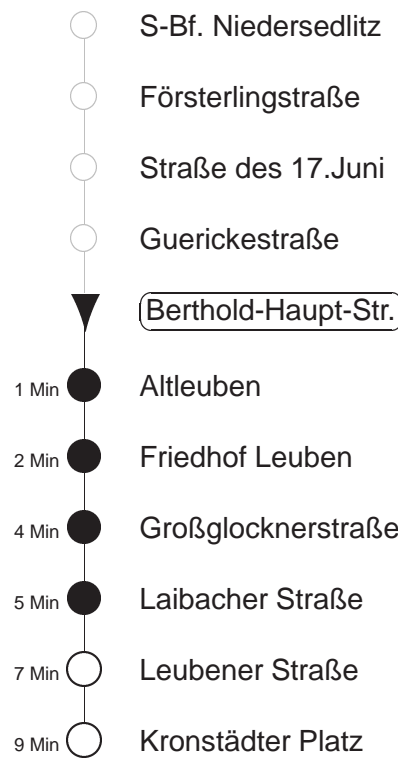 S-Bf. Niedersedlitz
Försterlingstraße
Straße des 17.Juni
Guerickestraße
Berthold-Haupt-Str.
1 Min Altleuben
2 Min Friedhof Leuben
4 Min Großglocknerstraße
5 Min Laibacher Straße
7 Min Leubener Straße
9 Min Kronstädter Platz